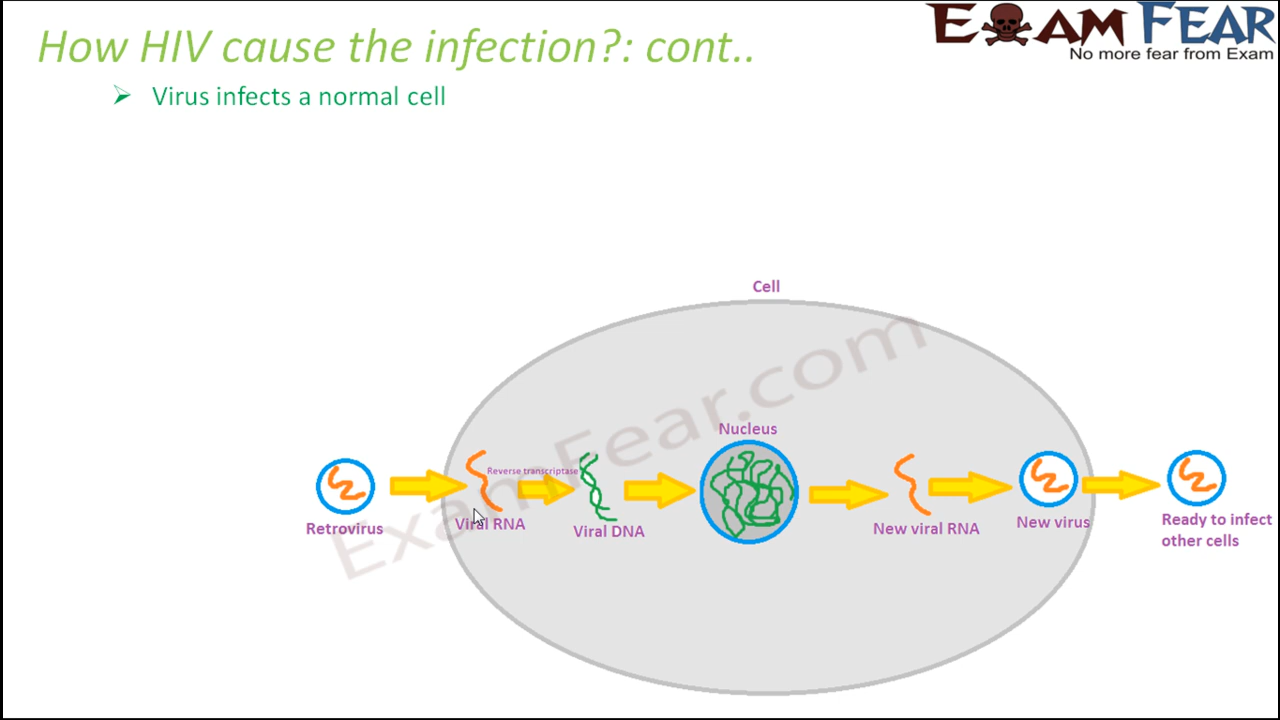 How HIV cause the infection?: cont..
EXAM FEAR
No more fear from Exam
➢ Virus infects a normal cell
Cell
ExamFear.com
Nucleus
Reverse transcriptase
Retrovirus
Viral RNA
Viral DNA
New viral RNA
New virus
Ready to infect
other cells